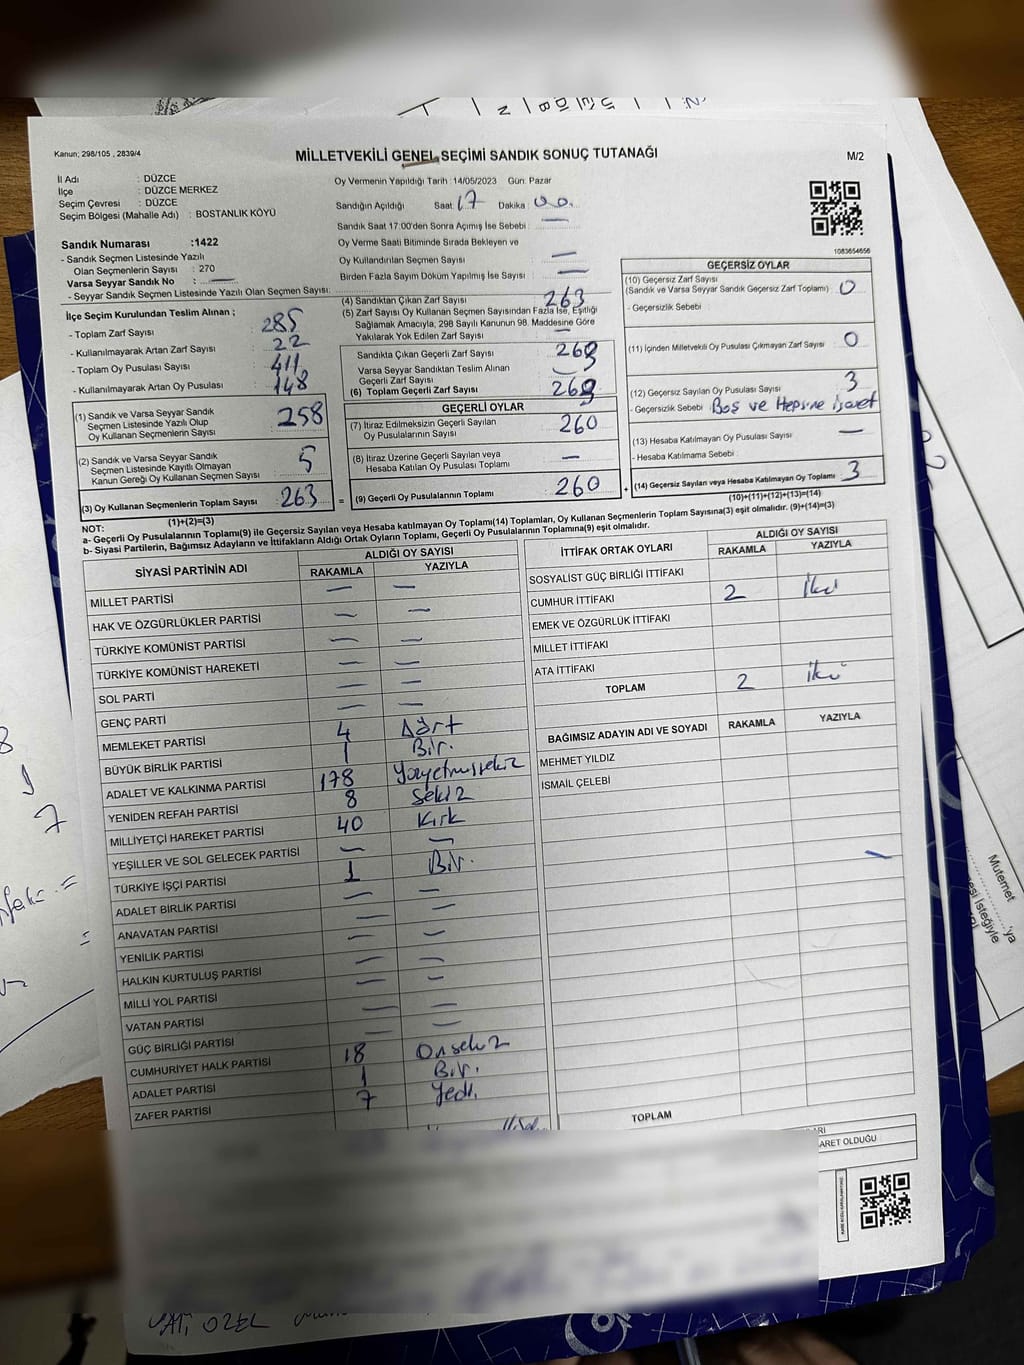 Kanun; 298/105 , 2839/4
MİLLETVEKİLİ GENEL SEÇİMİ SANDIK SONUÇ TUTANAĞI
M/2
İl Adı : DÜZCE
İlçe : DÜZCE MERKEZ
Seçim Çevresi : DÜZCE
Seçim Bölgesi (Mahalle Adı) : BOSTANLIK KÖYÜ
Oy Vermenin Yapıldığı Tarih :14/05/2023 Gün: Pazar
Sandığın Açıldığı Saat 17 Dakika : 00.
Sandık Saat 17:00'den Sonra Açımış İse Sebebi : —
Oy Verme Saati Bitiminde Sırada Bekleyen ve
Oy Kullandırılan Seçmen Sayısı : —
Birden Fazla Sayım Döküm Yapılmış İse Sayısı : —
1083654656
Sandık Numarası :1422
- Sandık Seçmen Listesinde Yazılı
Olan Seçmenlerin Sayısı : 270
Varsa Seyyar Sandık No : —
- Seyyar Sandık Seçmen Listesinde Yazılı Olan Seçmen Sayısı:
İlçe Seçim Kurulundan Teslim Alınan ;
- Toplam Zarf Sayısı : 285
- Kullanılmayarak Artan Zarf Sayısı : 22
- Toplam Oy Pusulası Sayısı : 411
- Kullanılmayarak Artan Oy Pusulası : 148
(1) Sandık ve Varsa Seyyar Sandık
Seçmen Listesinde Yazılı Olup
Oy Kullanan Seçmenlerin Sayısı : 258
(2) Sandık ve Varsa Seyyar Sandık
Seçmen Listesinde Kayıtlı Olmayan
Kanun Gereği Oy Kullanan Seçmen Sayısı : 5
(3) Oy Kullanan Seçmenlerin Toplam Sayısı : 263
(1)+(2)=(3)
(4) Sandıktan Çıkan Zarf Sayısı : 263
(5) Zarf Sayısı Oy Kullanan Seçmen Sayısından Fazla İse, Eşitliği
Sağlamak Amacıyla, 298 Sayılı Kanunun 98. Maddesine Göre
Yakılarak Yok Edilen Zarf Sayısı : —
Sandıkta Çıkan Geçerli Zarf Sayısı : 263
Varsa Seyyar Sandıktan Teslim Alınan
Geçerli Zarf Sayısı : —
(6) Toplam Geçerli Zarf Sayısı : 263
GEÇERLİ OYLAR
(7) İtiraz Edilmeksizin Geçerli Sayılan
Oy Pusulalarının Sayısı : 260
(8) İtiraz Üzerine Geçerli Sayılan veya
Hesaba Katılan Oy Pusulası Toplamı : —
= (9) Geçerli Oy Pusulalarının Toplamı : 260 +
GEÇERSİZ OYLAR
(10) Geçersiz Zarf Sayısı
(Sandık ve Varsa Seyyar Sandık Geçersiz Zarf Toplamı) : 0
- Geçersizlik Sebebi :
(11) İçinden Milletvekili Oy Pusulası Çıkmayan Zarf Sayısı : 0
(12) Geçersiz Sayılan Oy Pusulası Sayısı : 3
- Geçersizlik Sebebi : Boş ve Hepsine işaret
(13) Hesaba Katılmayan Oy Pusulası Sayısı : —
- Hesaba Katılmama Sebebi :
(14) Geçersiz Sayılan veya Hesaba Katılmayan Oy Toplamı : 3
(10)+(11)+(12)+(13)=(14)
NOT:
a- Geçerli Oy Pusulalarının Toplamı(9) ile Geçersiz Sayılan veya Hesaba katılmayan Oy Toplamı(14) Toplamları, Oy Kullanan Seçmenlerin Toplam Sayısına(3) eşit olmalıdır. (9)+(14)=(3)
b- Siyasi Partilerin, Bağımsız Adayların ve İttifakların Aldığı Ortak Oyların Toplamı, Geçerli Oy Pusulalarının Toplamına(9) eşit olmalıdır.
SİYASİ PARTİNİN ADI
ALDIĞI OY SAYISI
RAKAMLA YAZIYLA
MİLLET PARTİSİ — —
HAK VE ÖZGÜRLÜKLER PARTİSİ — —
TÜRKİYE KOMÜNİST PARTİSİ — —
TÜRKİYE KOMÜNİST HAREKETİ — —
SOL PARTİ — —
GENÇ PARTİ — —
MEMLEKET PARTİSİ 4 Dört
BÜYÜK BİRLİK PARTİSİ 1 Bir.
ADALET VE KALKINMA PARTİSİ 178 Yüzyetmişsekiz
YENİDEN REFAH PARTİSİ 8 Sekiz
MİLLİYETÇİ HAREKET PARTİSİ 40 Kırk
YEŞİLLER VE SOL GELECEK PARTİSİ — —
TÜRKİYE İŞÇİ PARTİSİ 1 Bir.
ADALET BİRLİK PARTİSİ — —
ANAVATAN PARTİSİ — —
YENİLİK PARTİSİ — —
HALKIN KURTULUŞ PARTİSİ — —
MİLLİ YOL PARTİSİ — —
VATAN PARTİSİ — —
GÜÇ BİRLİĞİ PARTİSİ — —
CUMHURİYET HALK PARTİSİ 18 Onsekiz
ADALET PARTİSİ 1 Bir.
ZAFER PARTİSİ 7 Yedi.
İTTİFAK ORTAK OYLARI
ALDIĞI OY SAYISI
RAKAMLA YAZIYLA
SOSYALİST GÜÇ BİRLİĞİ İTTİFAKI
CUMHUR İTTİFAKI 2 İki
EMEK VE ÖZGÜRLÜK İTTİFAKI
MİLLET İTTİFAKI
ATA İTTİFAKI
TOPLAM 2 İki
BAĞIMSIZ ADAYIN ADI VE SOYADI RAKAMLA YAZIYLA
MEHMET YILDIZ
İSMAİL ÇELEBİ
TOPLAM
ARET OLDUĞU
ÖZEL
Müfernet
'ya
esi İsteğiyle
8
7